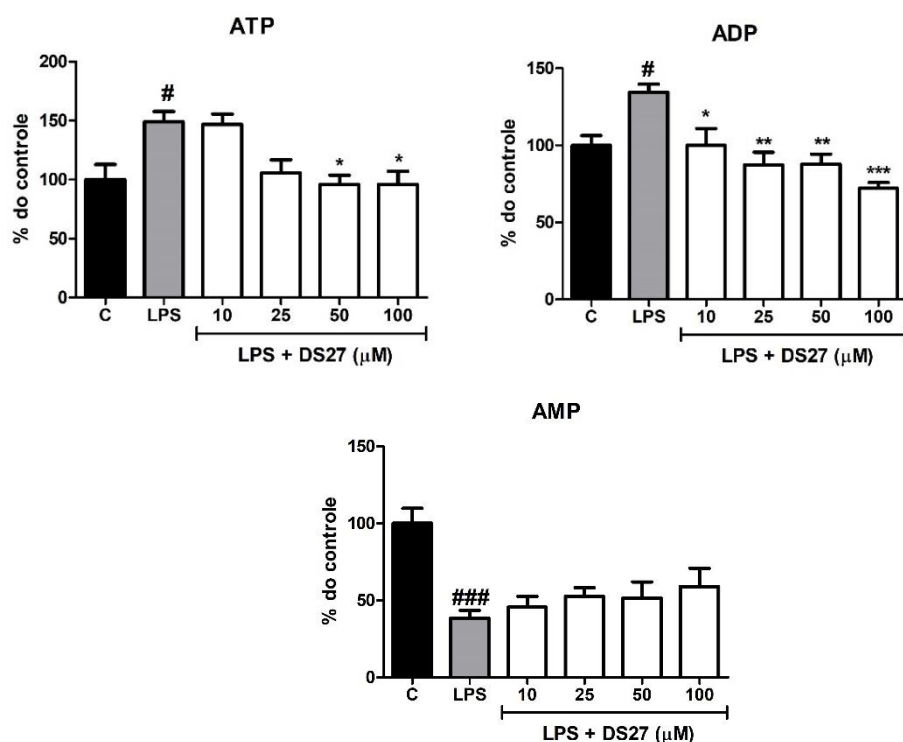 ATP
% do controle
200
150
100
50
0
#
*
*
C LPS 10 25 50 100
LPS + DS27 (μM)
ADP
% do controle
150
100
50
0
#
*
**
**
***
C LPS 10 25 50 100
LPS + DS27 (μM)
AMP
% do controle
150
100
50
0
###
C LPS 10 25 50 100
LPS + DS27 (μM)